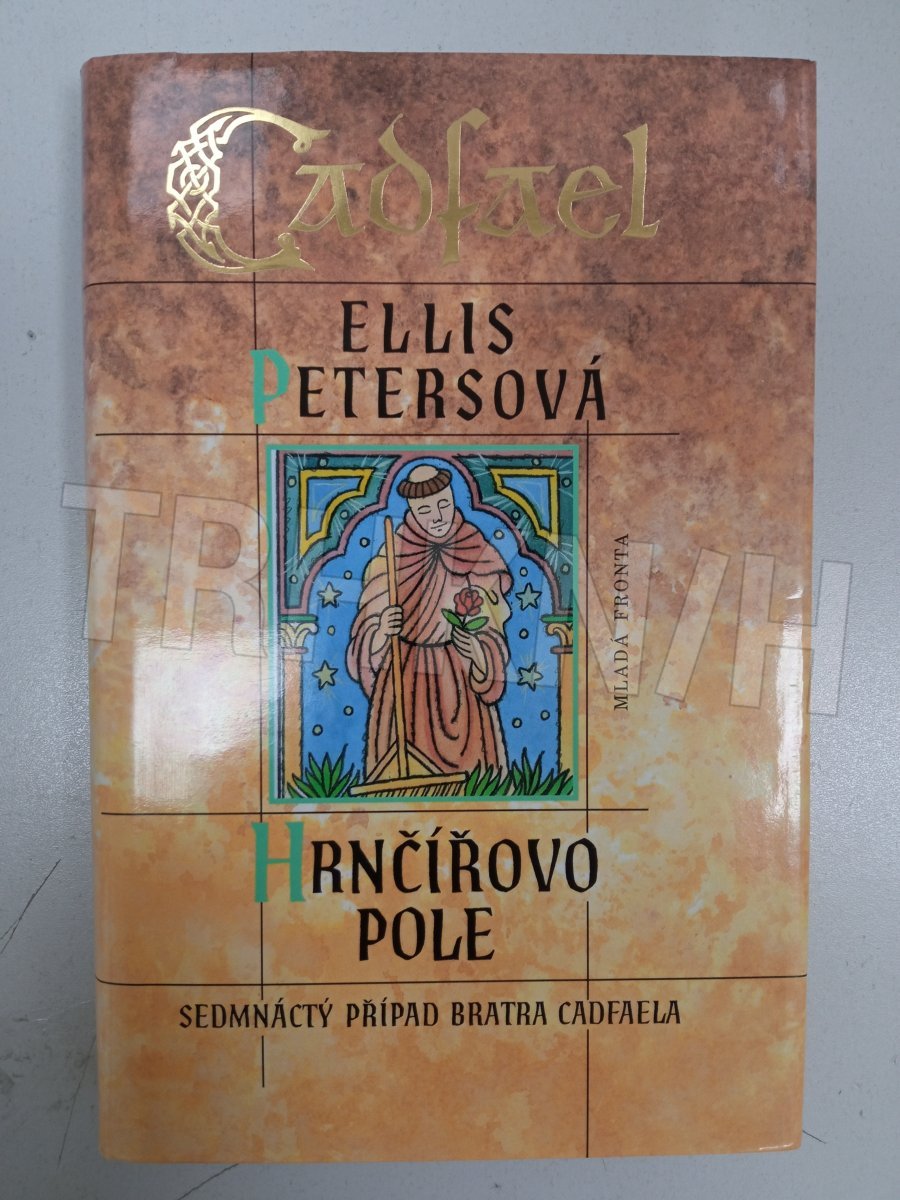 Cadfael
ELLIS
PETERSOVÁ
MLADÁ FRONTA
HRNČÍŘOVO
POLE
SEDMNÁCTÝ PŘÍPAD BRATRA CADFAELA